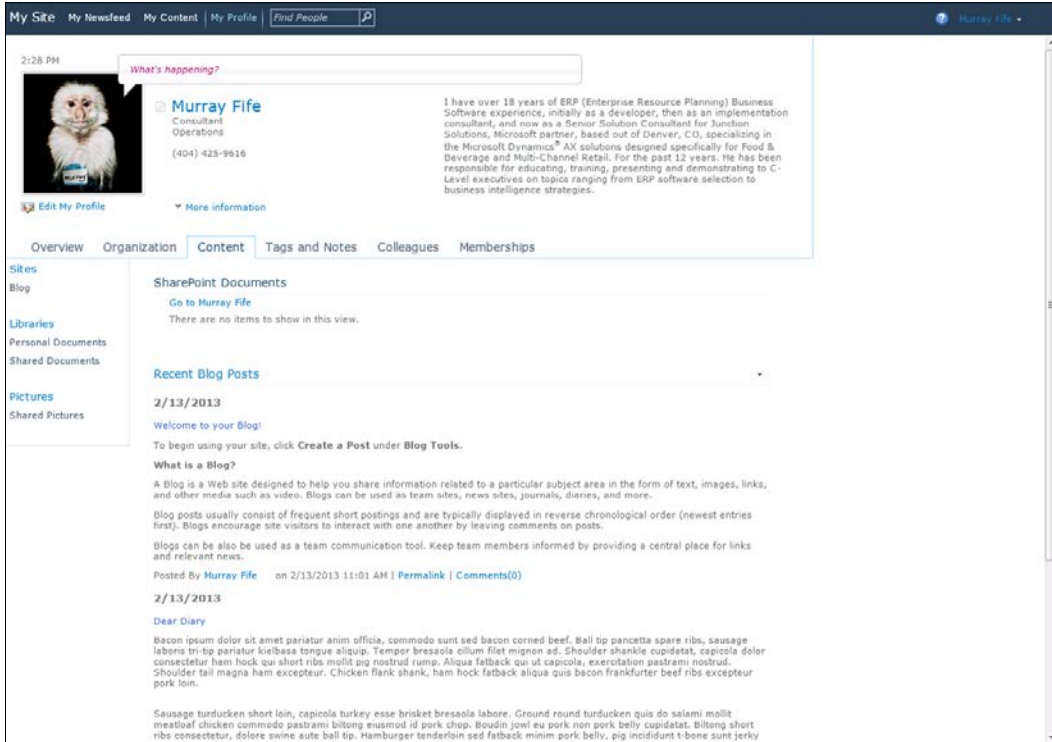 My Site My Newsfeed My Content My Profile Find People
Murray Fife
2:28 PM
What's happening?
Murray Fife
Consultant
Operations
(404) 425-9616
I have over 18 years of ERP (Enterprise Resource Planning) Business
Software experience, initially as a developer, then as an implementation
consultant, and now as a Senior Solution Consultant for Junction
Solutions, Microsoft partner, based out of Denver, CO, specializing in
the Microsoft Dynamics® AX solutions designed specifically for Food &
Beverage and Multi-Channel Retail. For the past 12 years. He has been
responsible for educating, training, presenting and demonstrating to C-
Level executives on topics ranging from ERP software selection to
business intelligence strategies.
Edit My Profile
More information
Overview Organization Content Tags and Notes Colleagues Memberships
Sites
Blog
Libraries
Personal Documents
Shared Documents
Pictures
Shared Pictures
SharePoint Documents
Go to Murray Fife
There are no items to show in this view.
Recent Blog Posts
2/13/2013
Welcome to your Blog!
To begin using your site, click Create a Post under Blog Tools.
What is a Blog?
A Blog is a Web site designed to help you share information related to a particular subject area in the form of text, images, links,
and other media such as video. Blogs can be used as team sites, news sites, journals, diaries, and more.
Blog posts usually consist of frequent short postings and are typically displayed in reverse chronological order (newest entries
first). Blogs encourage site visitors to interact with one another by leaving comments on posts.
Blogs can be also be used as a team communication tool. Keep team members informed by providing a central place for links
and relevant news.
Posted By Murray Fife on 2/13/2013 11:01 AM | Permalink | Comments(0)
2/13/2013
Dear Diary
Bacon ipsum dolor sit amet pariatur anim officia, commodo sunt sed bacon corned beef. Ball tip pancetta spare ribs, sausage
laboris tri-tip pariatur kielbasa tongue aliquip. Tempor bresaola cillum filet mignon ad. Shoulder shankle cupidatat, capicola dolor
consectetur ham hock qui short ribs mollit pig nostrud rump. Aliqua fatback qui ut capicola, exercitation pastrami nostrud.
Shoulder tail magna ham excepteur. Chicken flank shank, ham hock fatback aliqua quis bacon frankfurter beef ribs excepteur
pork loin.
Sausage turducken short loin, capicola turkey esse brisket bresaola labore. Ground round turducken quis do salami mollit
meatloaf chicken commodo pastrami biltong eiusmod id pork chop. Boudin jowl eu pork non pork belly cupidatat. Biltong short
ribs consectetur, dolore swine aute ball tip. Hamburger tenderloin sed fatback minim pork belly, pig incididunt t-bone sunt jerky